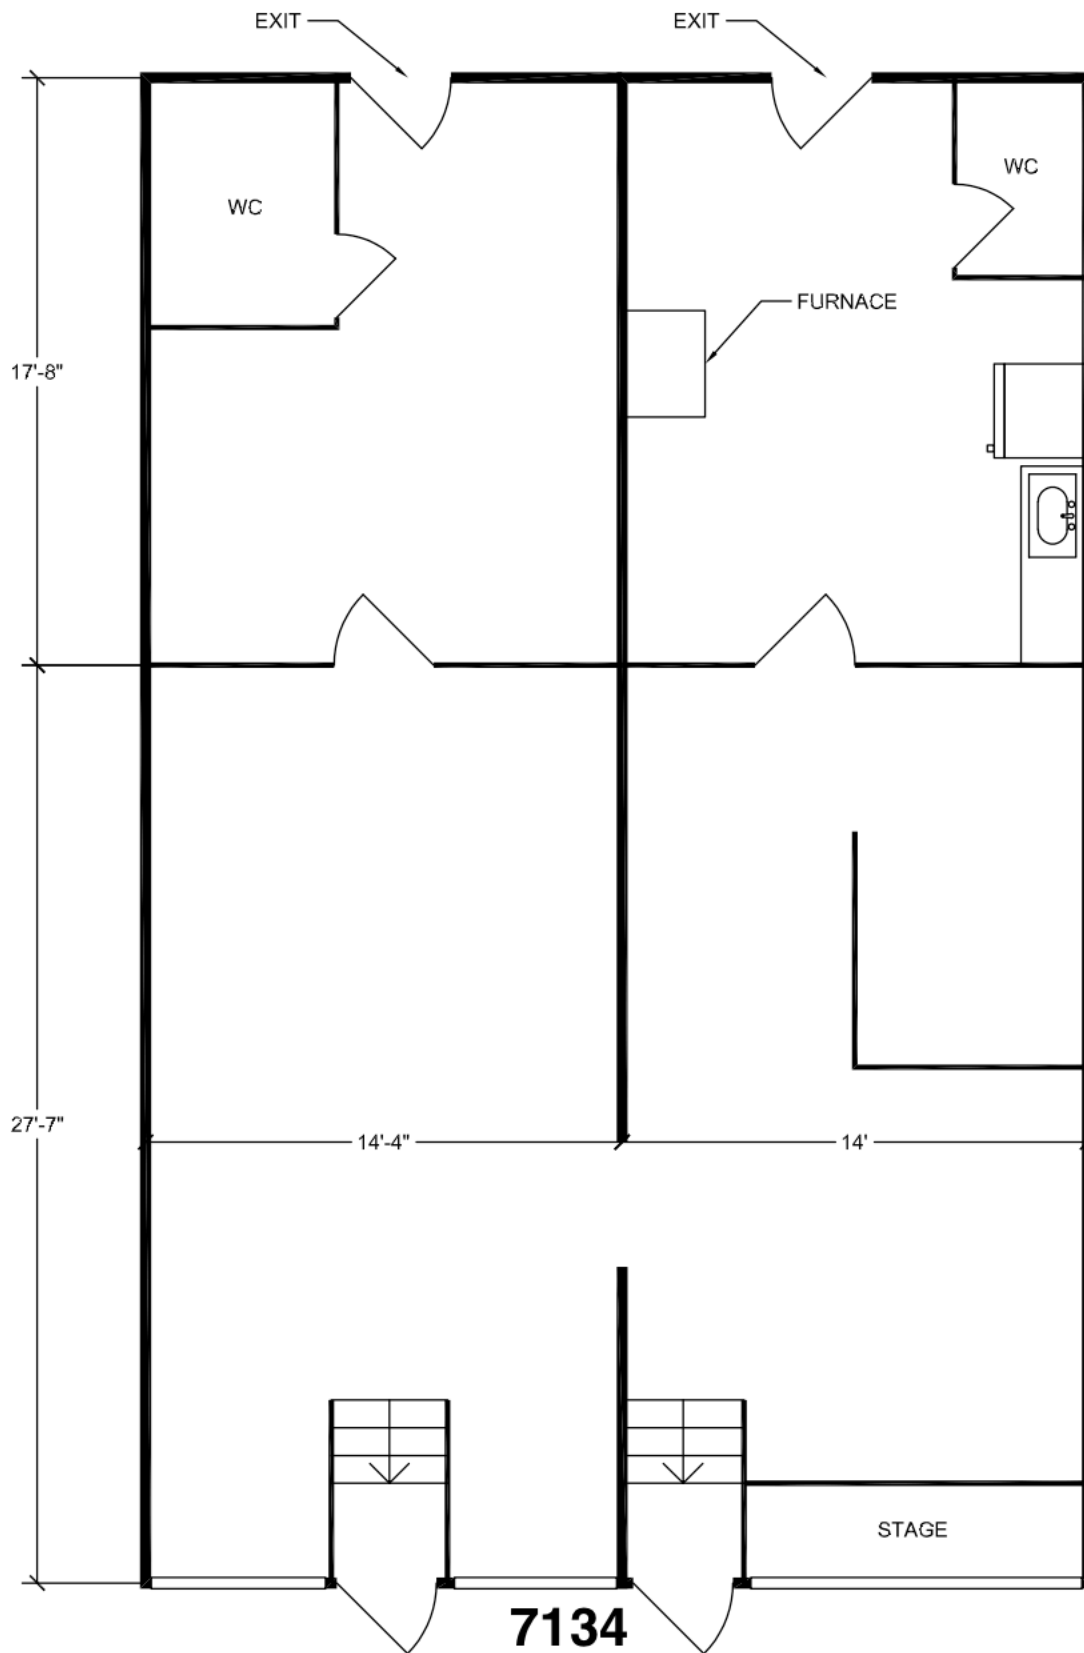 EXIT
EXIT
WC
WC
FURNACE
17'-8"
27'-7"
14'-4"
14'
STAGE
7134